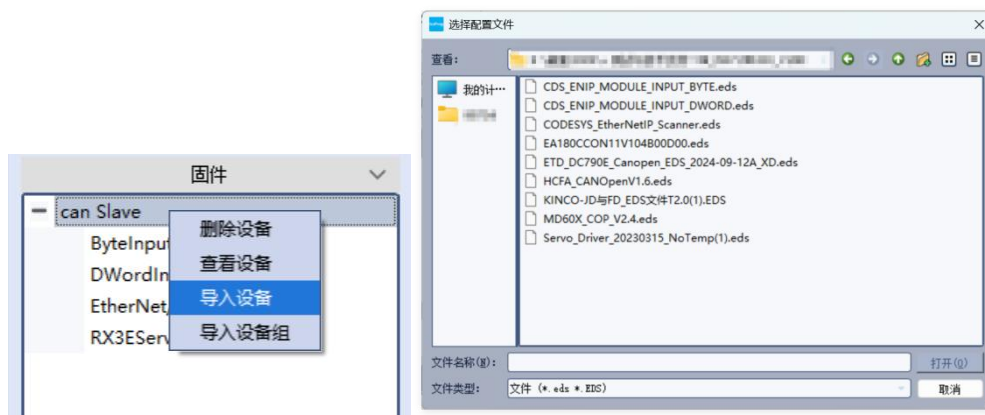 固件
can Slave
ByteInpu
DWordIn
EtherNet
RX3EServ
删除设备
查看设备
导入设备
导入设备组
选择配置文件
查看:
我的计…
CDS_ENIP_MODULE_INPUT_BYTE.eds
CDS_ENIP_MODULE_INPUT_DWORD.eds
CODESYS_EtherNetIP_Scanner.eds
EA180CCON11V104B00D00.eds
ETD_DC790E_Canopen_EDS_2024-09-12A_XD.eds
HCFA_CANOpenV1.6.eds
KINCO-JD与FD_EDS文件T2.0(1).EDS
MD60X_COP_V2.4.eds
Servo_Driver_20230315_NoTemp(1).eds
文件名称(N):
打开(O)
文件类型:
文件 (*.eds *.EDS)
取消